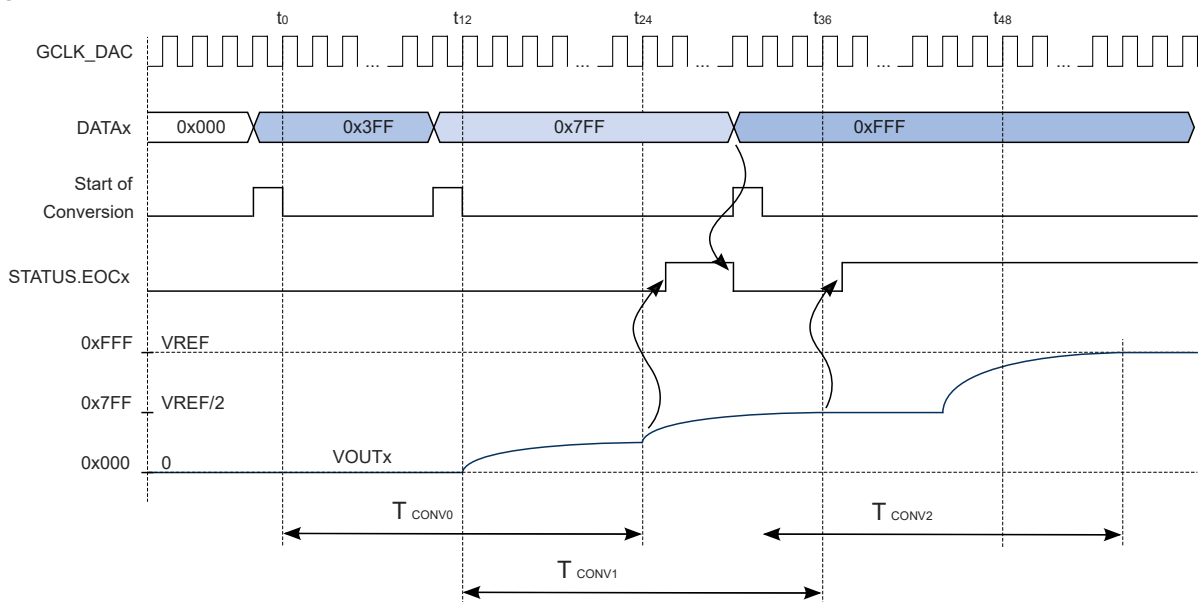 t0 t12 t24 t36 t48
GCLK_DAC ... ... ... ... ...
DATAx 0x000 0x3FF 0x7FF 0xFFF
Start of
Conversion
STATUS.EOCx
0xFFF VREF
0x7FF VREF/2
0x000 0 VOUTx
T CONV0 T CONV2
T CONV1